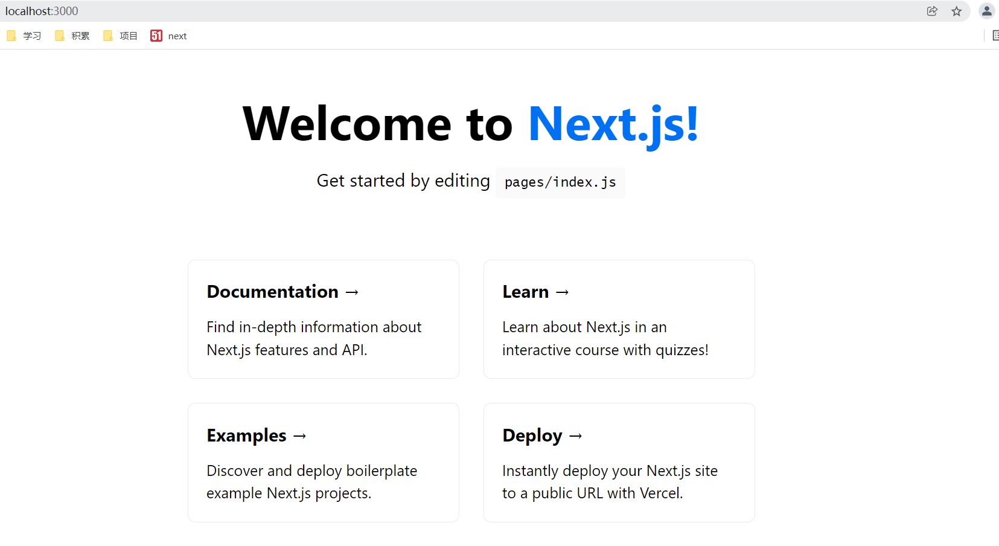 localhost:3000
学习 积累 项目 51 next
Welcome to Next.js!
Get started by editing pages/index.js
Documentation →
Find in-depth information about
Next.js features and API.
Learn →
Learn about Next.js in an
interactive course with quizzes!
Examples →
Discover and deploy boilerplate
example Next.js projects.
Deploy →
Instantly deploy your Next.js site
to a public URL with Vercel.